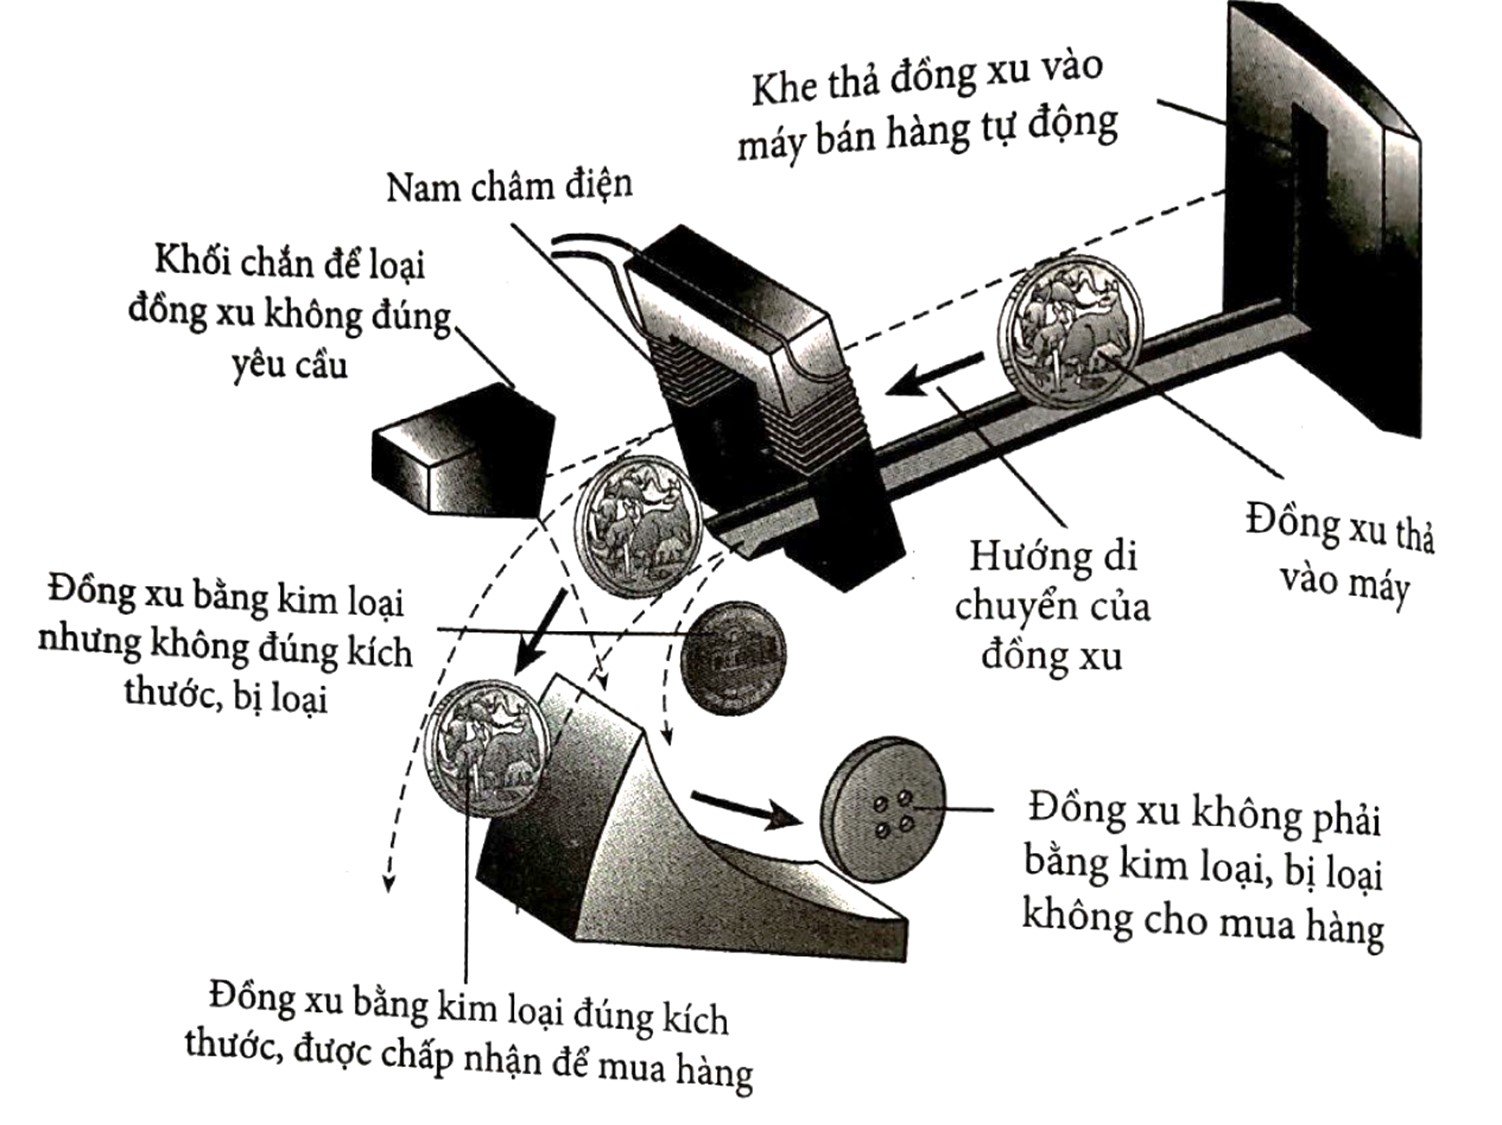 Khe thả đồng xu vào
máy bán hàng tự động
Nam châm điện
Khối chắn để loại
đồng xu không đúng
yêu cầu
Đồng xu thả
vào máy
Hướng di
chuyển của
đồng xu
Đồng xu bằng kim loại
nhưng không đúng kích
thước, bị loại
Đồng xu không phải
bằng kim loại, bị loại
không cho mua hàng
Đồng xu bằng kim loại đúng kích
thước, được chấp nhận để mua hàng